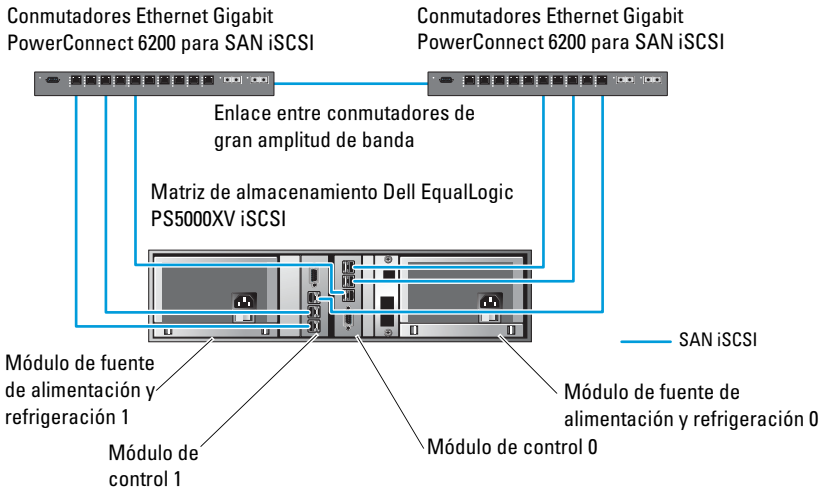 Conmutadores Ethernet Gigabit
PowerConnect 6200 para SAN iSCSI
Conmutadores Ethernet Gigabit
PowerConnect 6200 para SAN iSCSI
Enlace entre conmutadores de
gran amplitud de banda
Matriz de almacenamiento Dell EqualLogic
PS5000XV iSCSI
SAN iSCSI
Módulo de fuente
de alimentación y
refrigeración 1
Módulo de
control 1
Módulo de control 0
Módulo de fuente de
alimentación y refrigeración 0